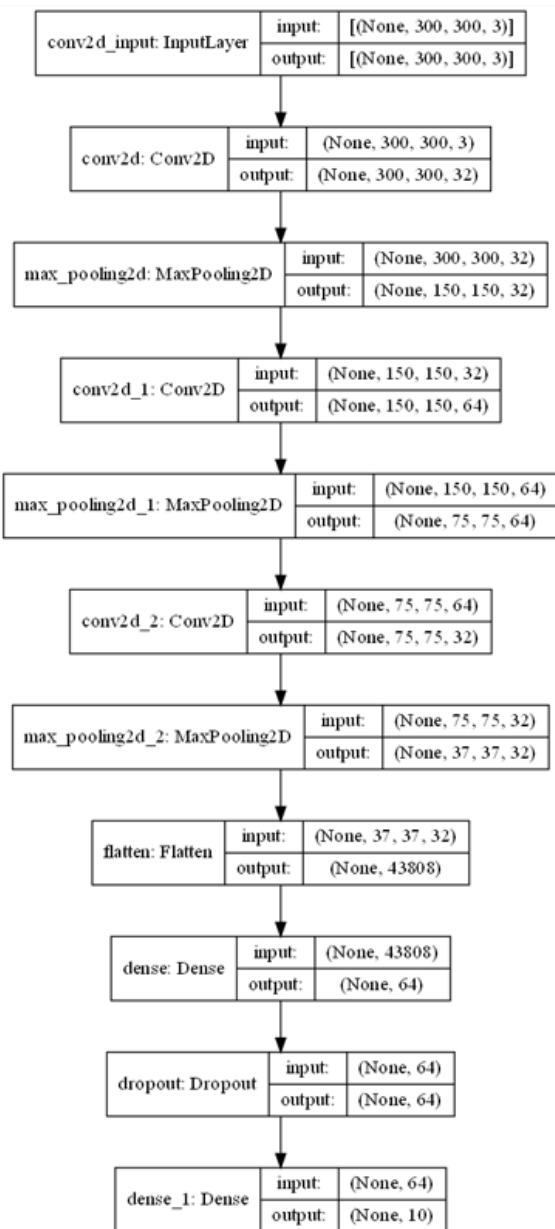 conv2d_input: InputLayer
input: [(None, 300, 300, 3)]
output: [(None, 300, 300, 3)]
conv2d: Conv2D
input: (None, 300, 300, 3)
output: (None, 300, 300, 32)
max_pooling2d: MaxPooling2D
input: (None, 300, 300, 32)
output: (None, 150, 150, 32)
conv2d_1: Conv2D
input: (None, 150, 150, 32)
output: (None, 150, 150, 64)
max_pooling2d_1: MaxPooling2D
input: (None, 150, 150, 64)
output: (None, 75, 75, 64)
conv2d_2: Conv2D
input: (None, 75, 75, 64)
output: (None, 75, 75, 32)
max_pooling2d_2: MaxPooling2D
input: (None, 75, 75, 32)
output: (None, 37, 37, 32)
flatten: Flatten
input: (None, 37, 37, 32)
output: (None, 43808)
dense: Dense
input: (None, 43808)
output: (None, 64)
dropout: Dropout
input: (None, 64)
output: (None, 64)
dense_1: Dense
input: (None, 64)
output: (None, 10)